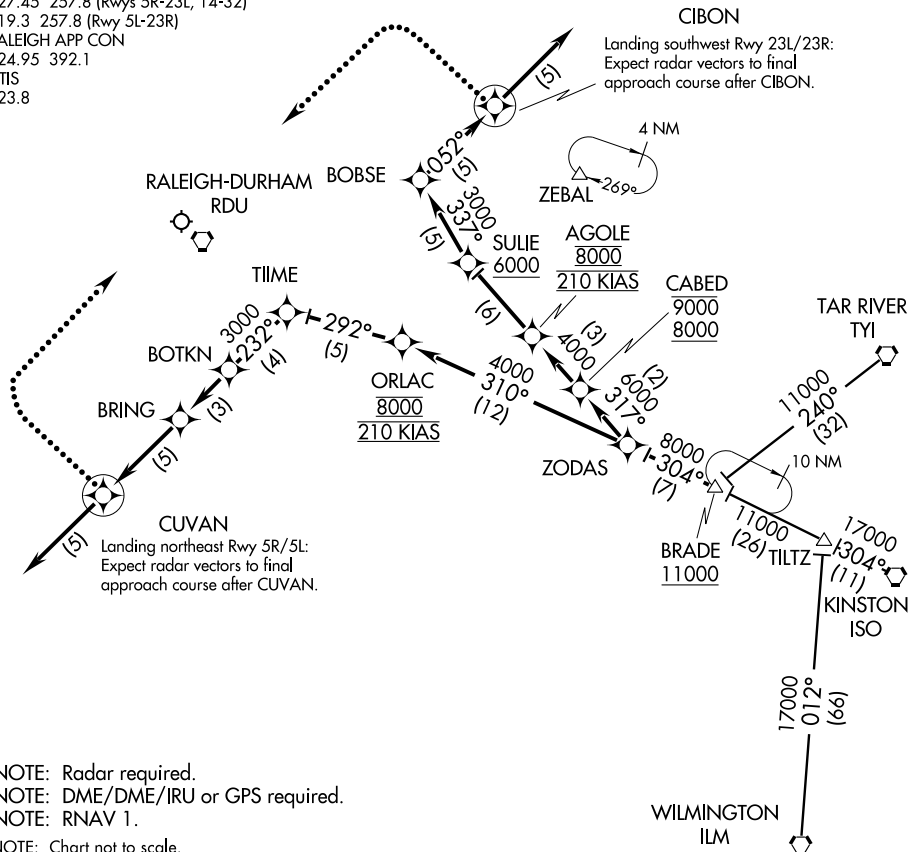 27.45 257.8 (Rwys 5R-23L, 14-32)
19.3 257.8 (Rwy 5L-23R)
ALEIGH APP CON
24.95 392.1
TIS
23.8
CIBON
Landing southwest Rwy 23L/23R:
Expect radar vectors to final
approach course after CIBON.
(5)
052°
(5)
BOBSE
4 NM
269°
ZEBAL
RALEIGH-DURHAM
RDU
3000
337°
(5)
SULIE
6000
AGOLE
8000
210 KIAS
(6)
CABED
9000
8000
(3)
4000
(2)
6000
317°
TAR RIVER
TYI
11000
240°
(32)
TIIME
292°
(5)
3000
232°
(4)
BOTKN
(3)
BRING
(5)
ORLAC
8000
210 KIAS
4000
310°
(12)
ZODAS
8000
304°
(7)
10 NM
BRADE
11000
11000
(26)
TILTZ
17000
304°
(11)
KINSTON
ISO
CUVAN
Landing northeast Rwy 5R/5L:
Expect radar vectors to final
approach course after CUVAN.
(5)
17000
012°
(66)
WILMINGTON
ILM
NOTE: Radar required.
NOTE: DME/DME/IRU or GPS required.
NOTE: RNAV 1.
NOTE: Chart not to scale.